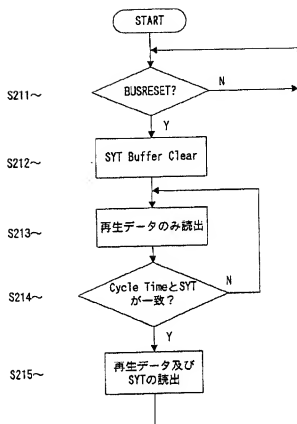 START
S211～
BUSRESET?
N
Y
S212～
SYT Buffer Clear
S213～
再生データのみ読出
S214～
Cycle TimeとSYT
が一致？
N
Y
S215～
再生データ及び
SYTの読出